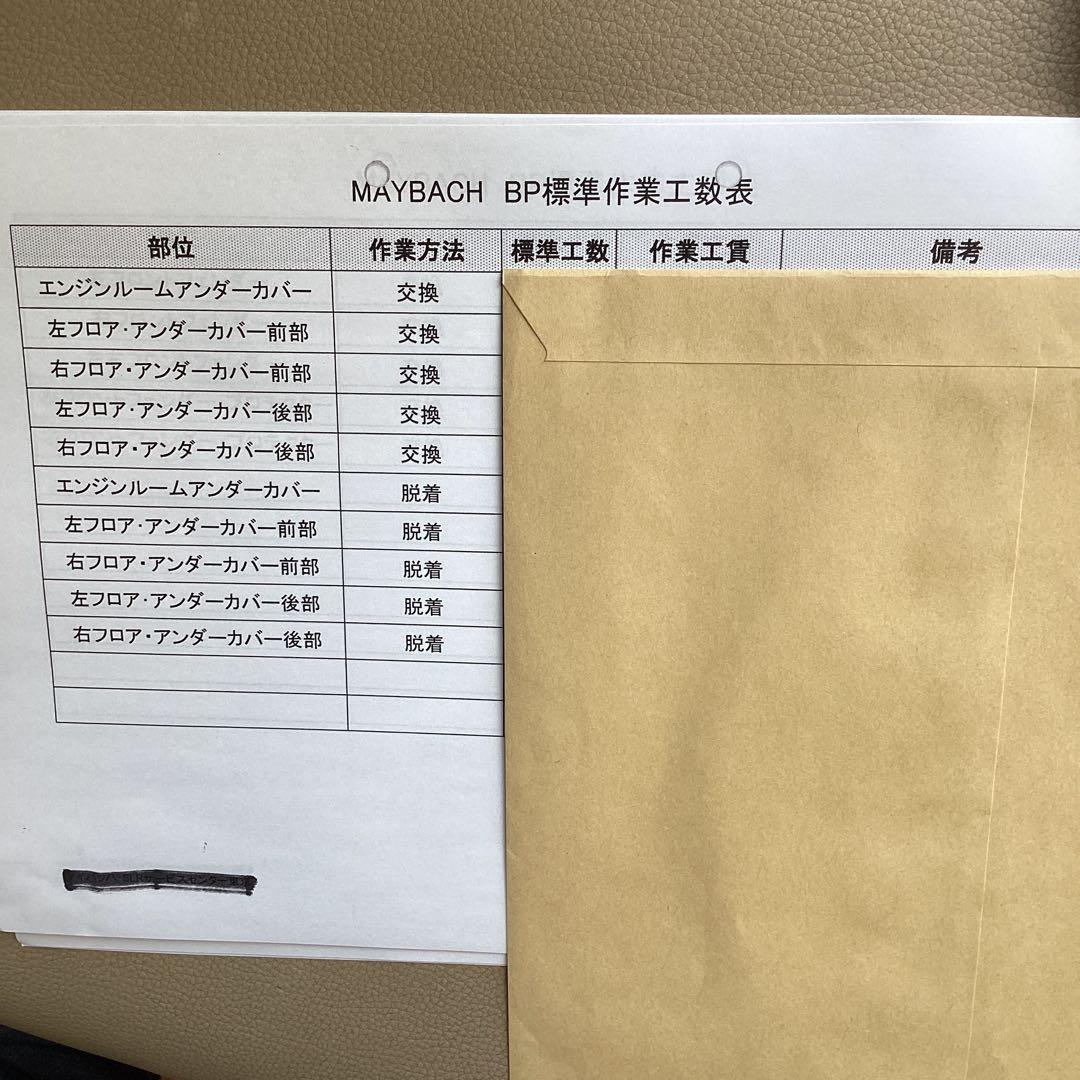 MAYBACH BP標準作業工数表
部位 作業方法 標準工数 作業工賃 備考
エンジンルームアンダーカバー 交換
左フロア・アンダーカバー前部 交換
右フロア・アンダーカバー前部 交換
左フロア・アンダーカバー後部 交換
右フロア・アンダーカバー後部 交換
エンジンルームアンダーカバー 脱着
左フロア・アンダーカバー前部 脱着
右フロア・アンダーカバー前部 脱着
左フロア・アンダーカバー後部 脱着
右フロア・アンダーカバー後部 脱着